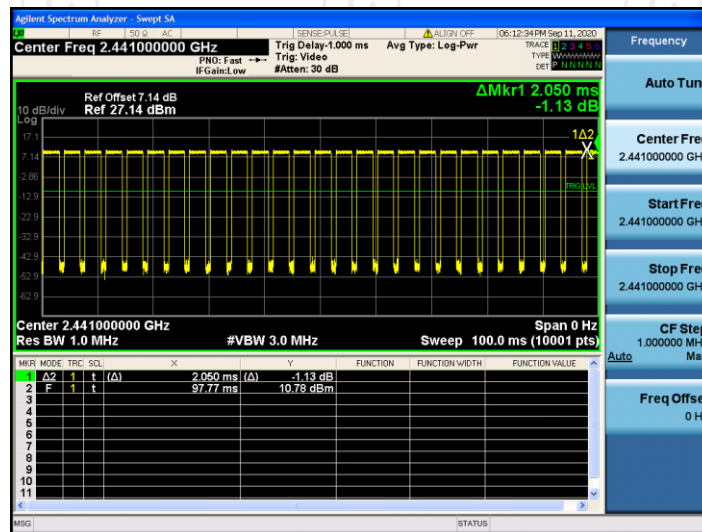 Agilent Spectrum Analyzer - Swept SA
RF 50 Ω AC SENSE:PULSE ALIGN OFF 06:12:34 PM Sep 11, 2020
Center Freq 2.441000000 GHz
PNO: Fast
IFGain:Low
Trig Delay-1.000 ms
Trig: Video
#Atten: 30 dB
Avg Type: Log-Pwr
TRACE 1 2 3 4 5 6
TYPE WWWWWW
DET P N N N N N
ΔMkr1 2.050 ms
-1.13 dB
Ref Offset 7.14 dB
Ref 27.14 dBm
10 dB/div
Log
17.1
7.14
-2.86
-12.9
-22.9
-32.9
-42.9
-52.9
-62.9
1Δ2
X
TRIG LVL
Center 2.441000000 GHz Span 0 Hz
Res BW 1.0 MHz #VBW 3.0 MHz Sweep 100.0 ms (10001 pts)
MKR MODE TRC SCL X Y FUNCTION FUNCTION WIDTH FUNCTION VALUE
1 Δ2 1 t (Δ) 2.050 ms (Δ) -1.13 dB
2 F 1 t 97.77 ms 10.78 dBm
3
4
5
6
7
8
9
10
11
MSG STATUS
Frequency
Auto Tun
Center Fre
2.441000000 GH
Start Fre
2.441000000 GH
Stop Fre
2.441000000 GH
CF Ste
1.000000 MH
Auto Ma
Freq Offse
0 H